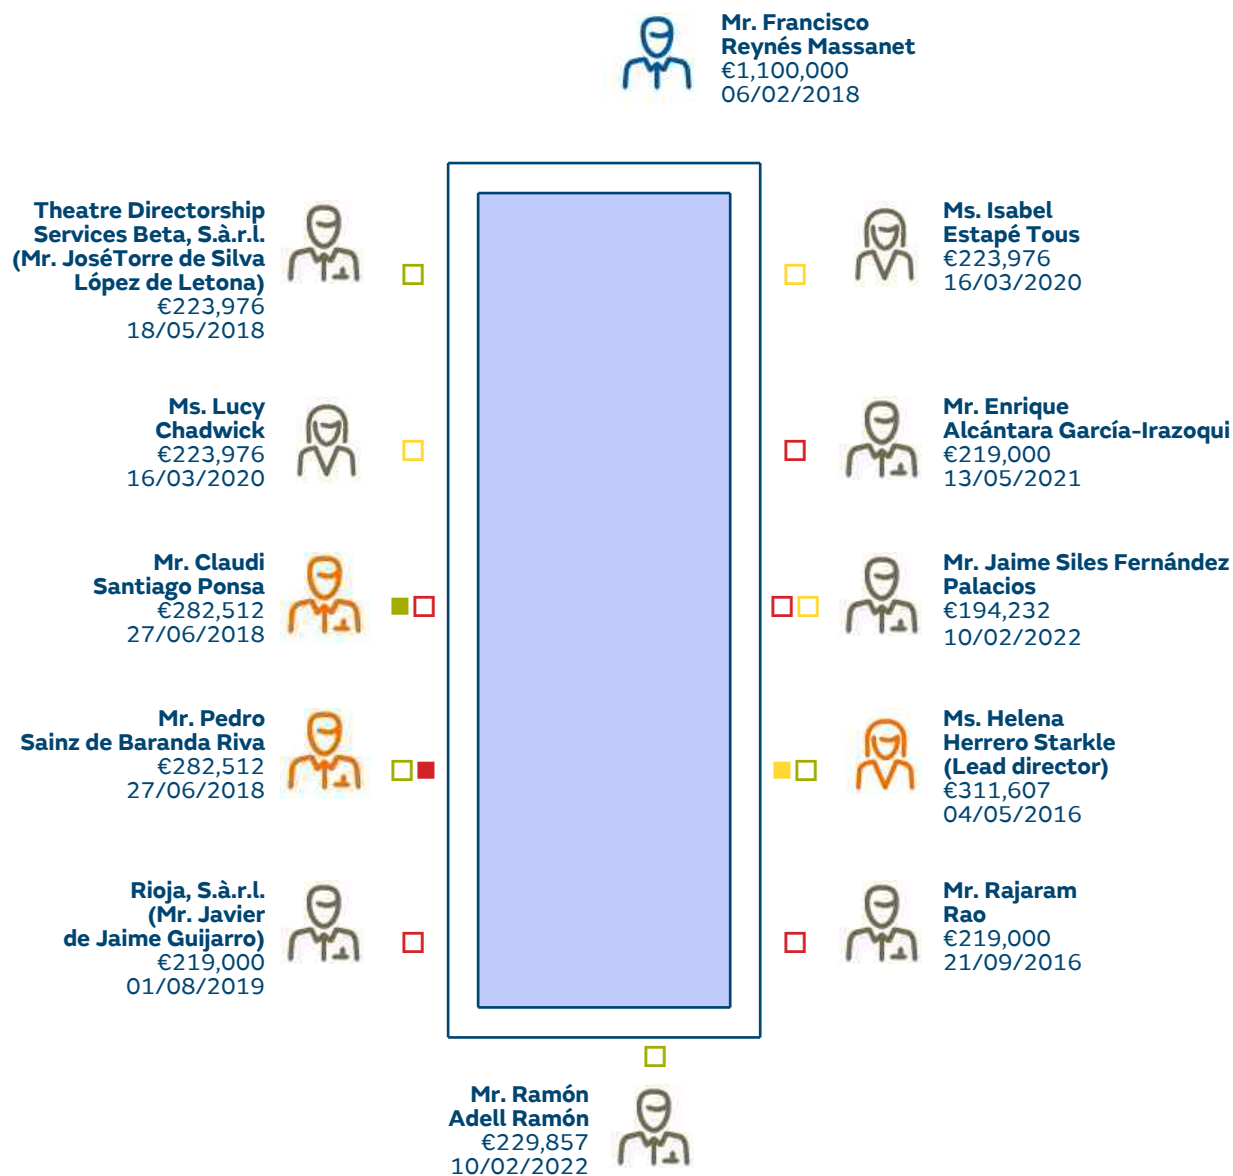 Mr. Francisco
Reynés Massanet
€1,100,000
06/02/2018
Theatre Directorship
Services Beta, S.à.r.l.
(Mr. JoséTorre de Silva
López de Letona)
€223,976
18/05/2018
Ms. Isabel
Estapé Tous
€223,976
16/03/2020
Ms. Lucy
Chadwick
€223,976
16/03/2020
Mr. Enrique
Alcántara García-Irazoqui
€219,000
13/05/2021
Mr. Claudi
Santiago Ponsa
€282,512
27/06/2018
Mr. Jaime Siles Fernández
Palacios
€194,232
10/02/2022
Mr. Pedro
Sainz de Baranda Riva
€282,512
27/06/2018
Ms. Helena
Herrero Starkle
(Lead director)
€311,607
04/05/2016
Rioja, S.à.r.l.
(Mr. Javier
de Jaime Guijarro)
€219,000
01/08/2019
Mr. Rajaram
Rao
€219,000
21/09/2016
Mr. Ramón
Adell Ramón
€229,857
10/02/2022